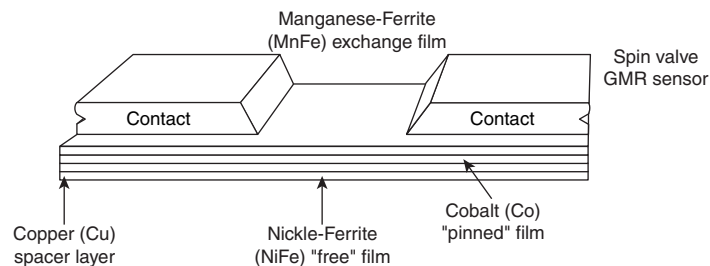 Manganese-Ferrite
(MnFe) exchange film
Spin valve
GMR sensor
Contact
Contact
Copper (Cu)
spacer layer
Nickle-Ferrite
(NiFe) "free" film
Cobalt (Co)
"pinned" film